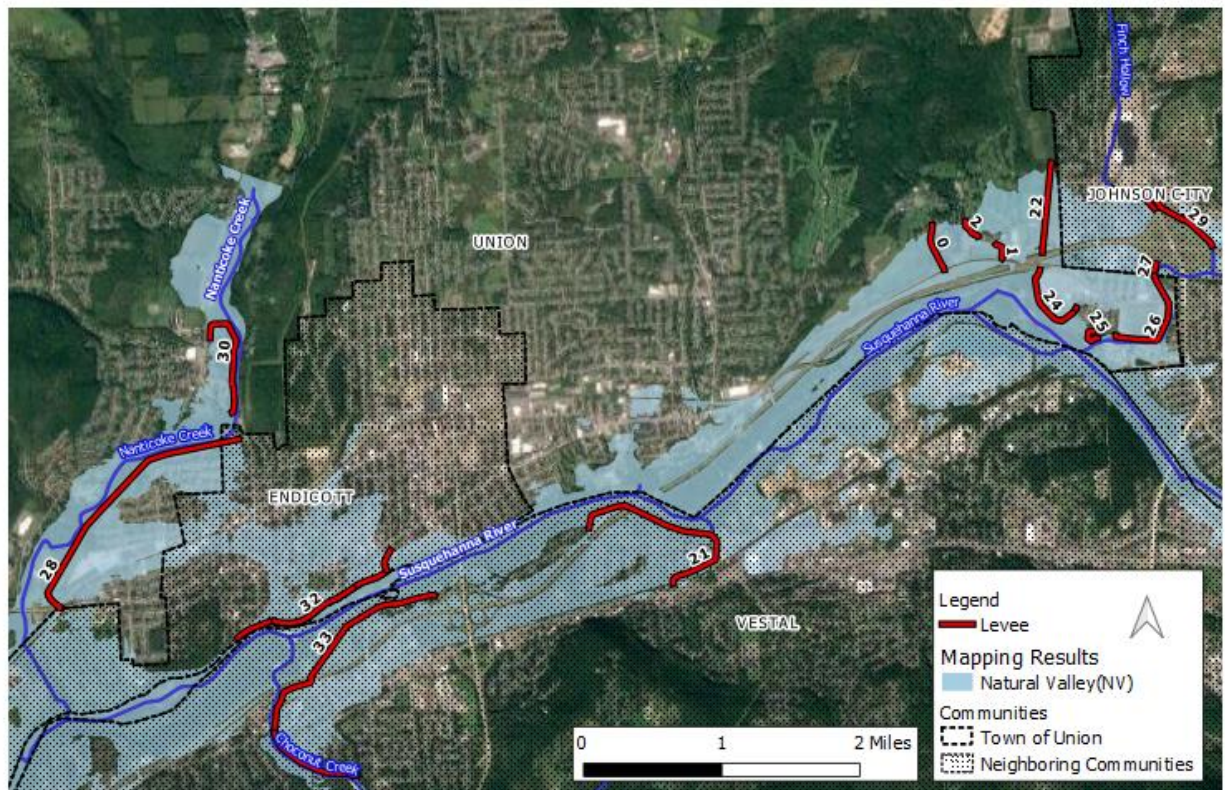 Finch Hollow
JOHNSON CITY
29
22
2
0
1
27
UNION
Nanticoke Creek
24
25
26
Susquehanna River
30
Nanticoke Creek
ENDICOTT
Susquehanna River
21
28
32
33
VESTAL
Choconut Creek
0 1 2 Miles
Legend
Levee
Mapping Results
Natural Valley(NV)
Communities
Town of Union
Neighboring Communities